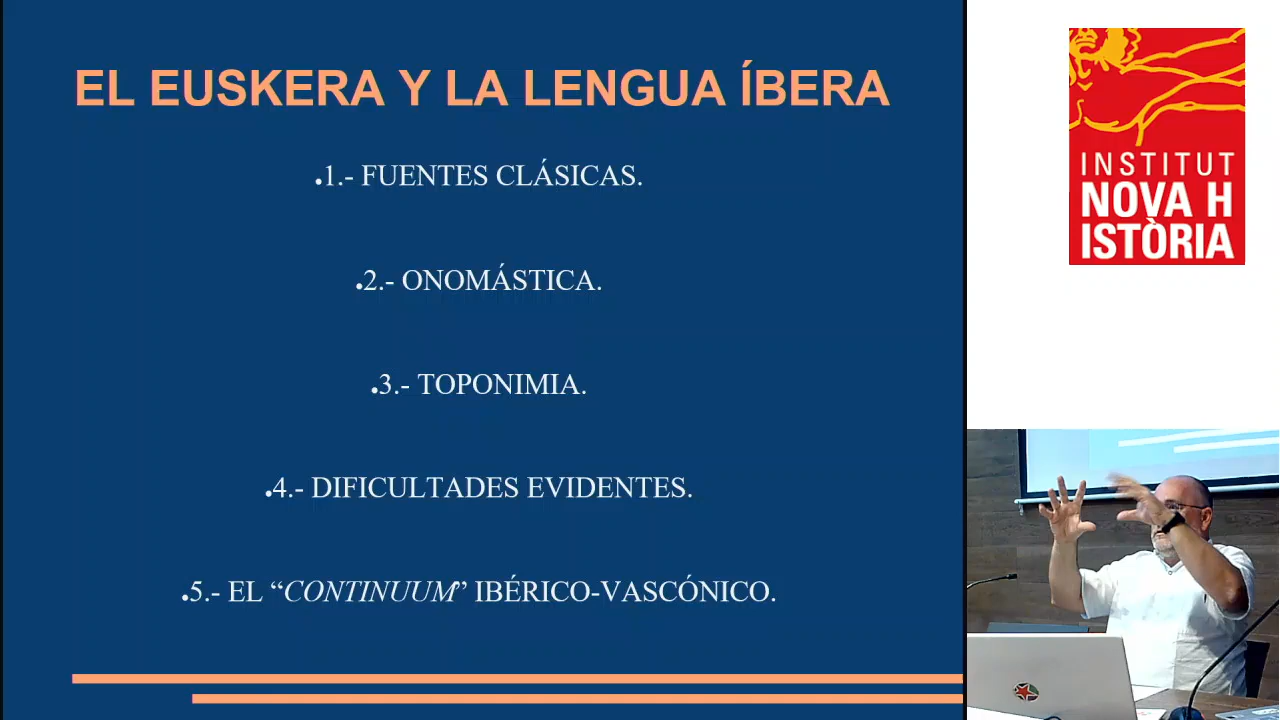 EL EUSKERA Y LA LENGUA ÍBERA
•1.- FUENTES CLÁSICAS.
•2.- ONOMÁSTICA.
•3.- TOPONIMIA.
•4.- DIFICULTADES EVIDENTES.
•5.- EL “CONTINUUM” IBÉRICO-VASCÓNICO.
INSTITUT
NOVA H
ISTÒRIA